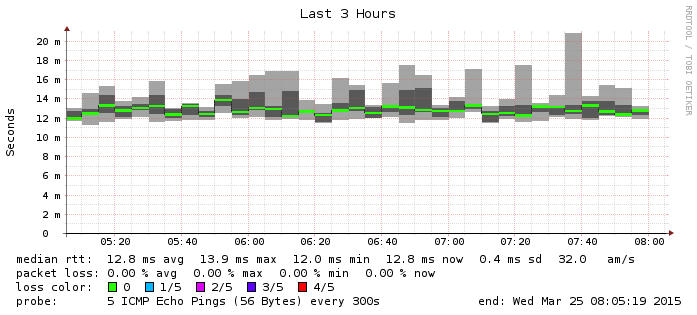 Last 3 Hours
RRDTOOL / TOBI OETIKER
Seconds
20 m
18 m
16 m
14 m
12 m
10 m
8 m
6 m
4 m
2 m
0
05:20 05:40 06:00 06:20 06:40 07:00 07:20 07:40 08:00
median rtt: 12.8 ms avg 13.9 ms max 12.0 ms min 12.8 ms now 0.4 ms sd 32.0 am/s
packet loss: 0.00 % avg 0.00 % max 0.00 % min 0.00 % now
loss color: 0 1/5 2/5 3/5 4/5
probe: 5 ICMP Echo Pings (56 Bytes) every 300s end: Wed Mar 25 08:05:19 2015